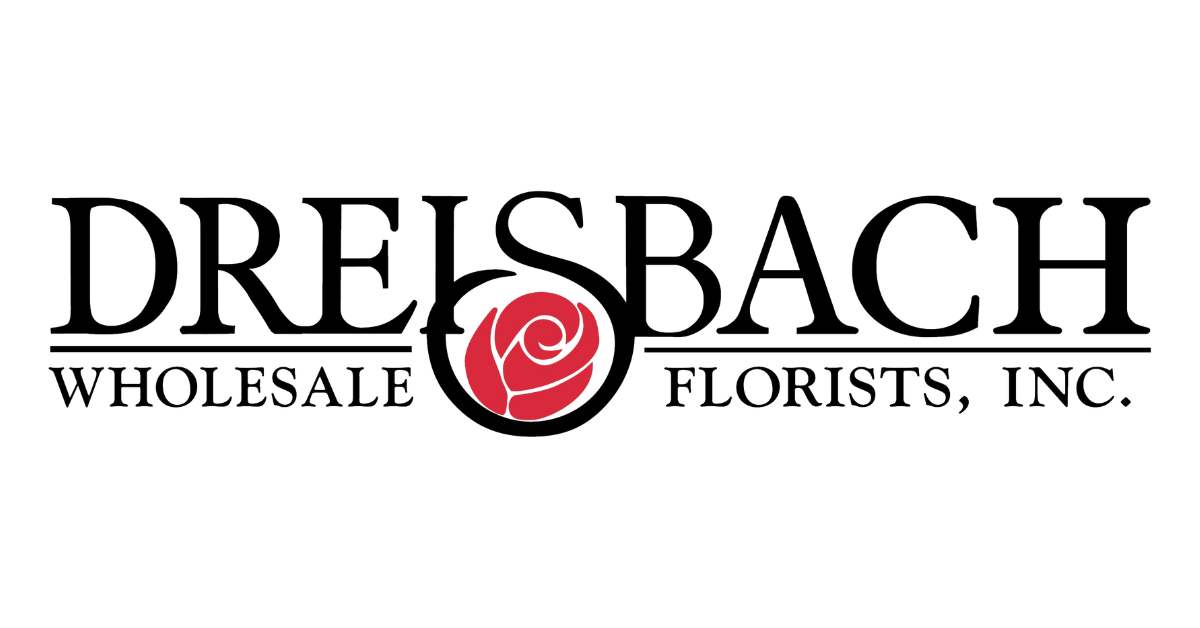 DREISBACH
WHOLESALE FLORISTS, INC.